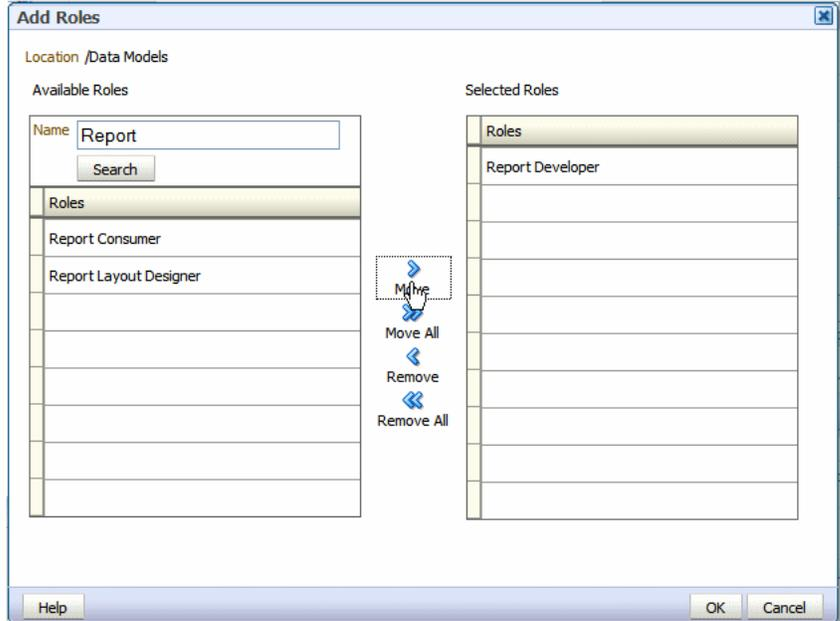 Add Roles
Location /Data Models
Available Roles
Selected Roles
Name Report
Search
Roles
Report Consumer
Report Layout Designer
Move
Move All
Remove
Remove All
Roles
Report Developer
Help
OK
Cancel